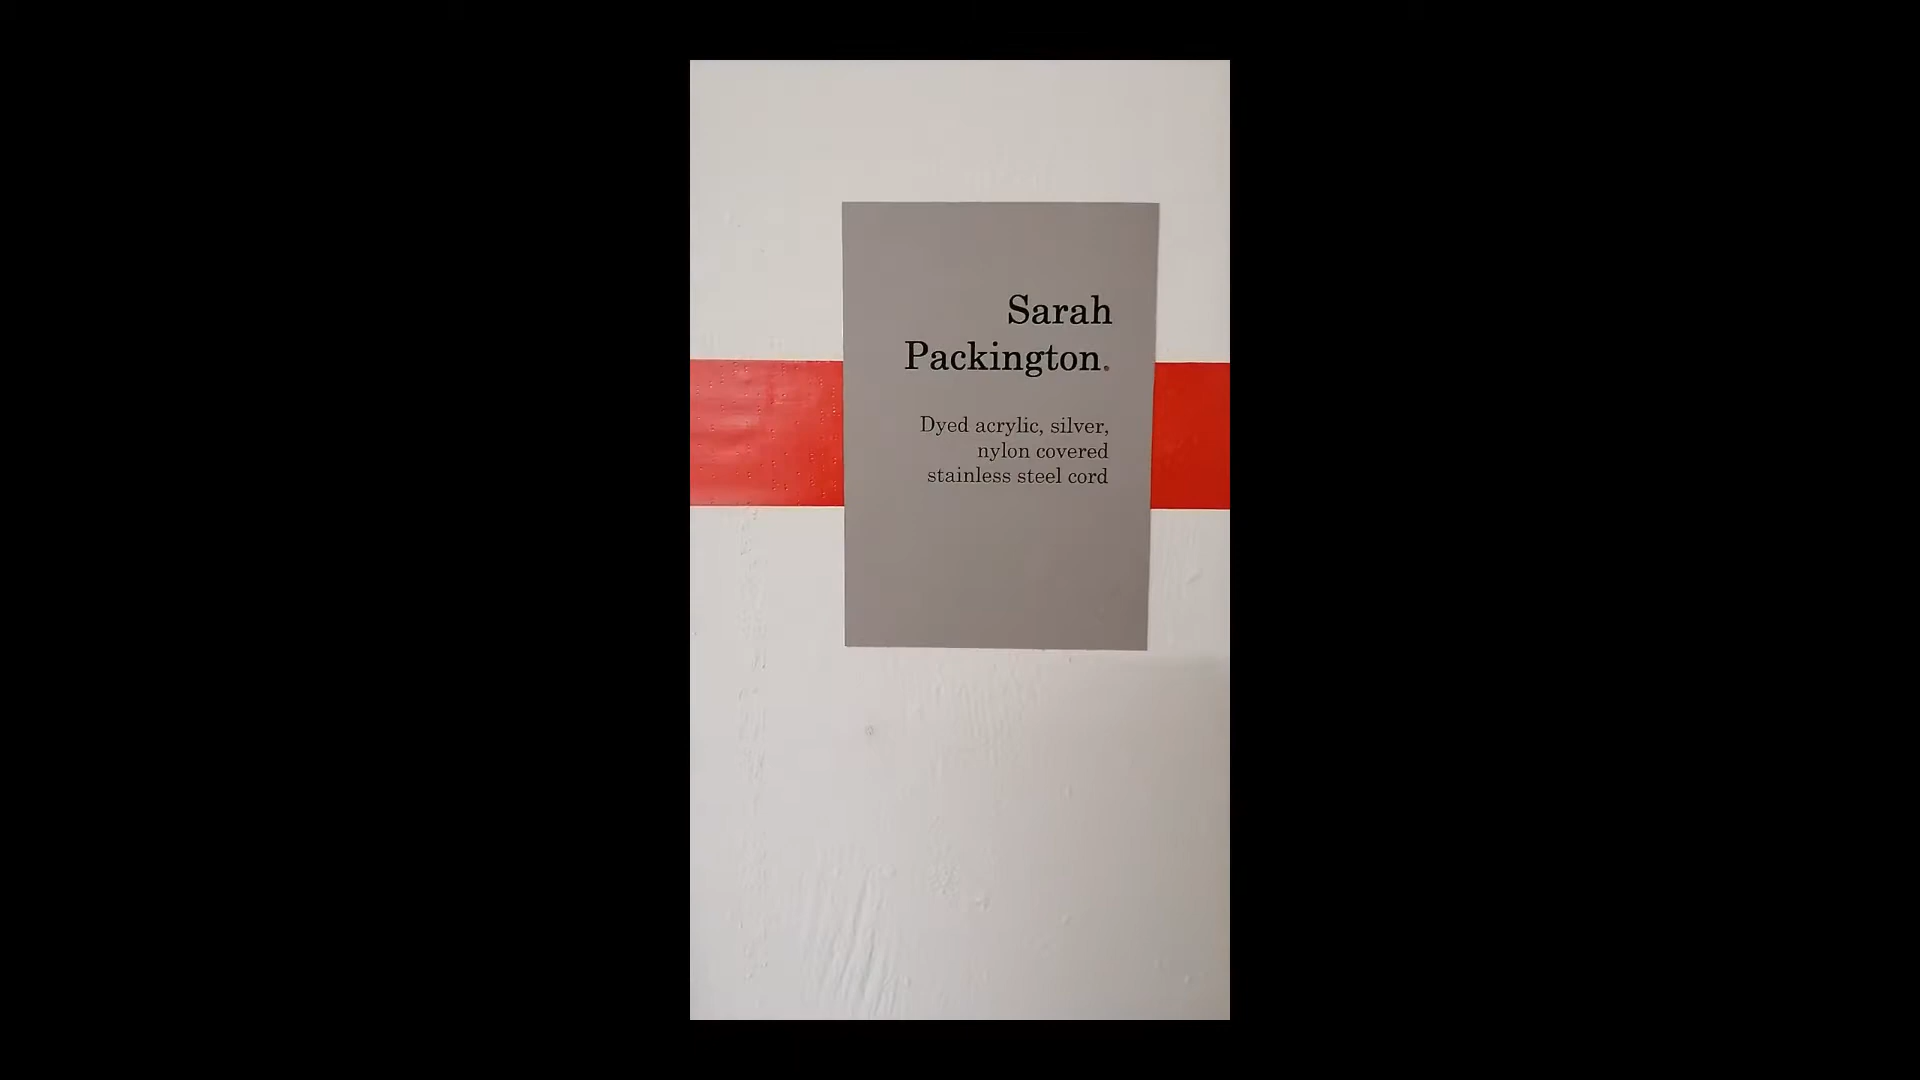 Sarah
Packington.
Dyed acrylic, silver,
nylon covered
stainless steel cord